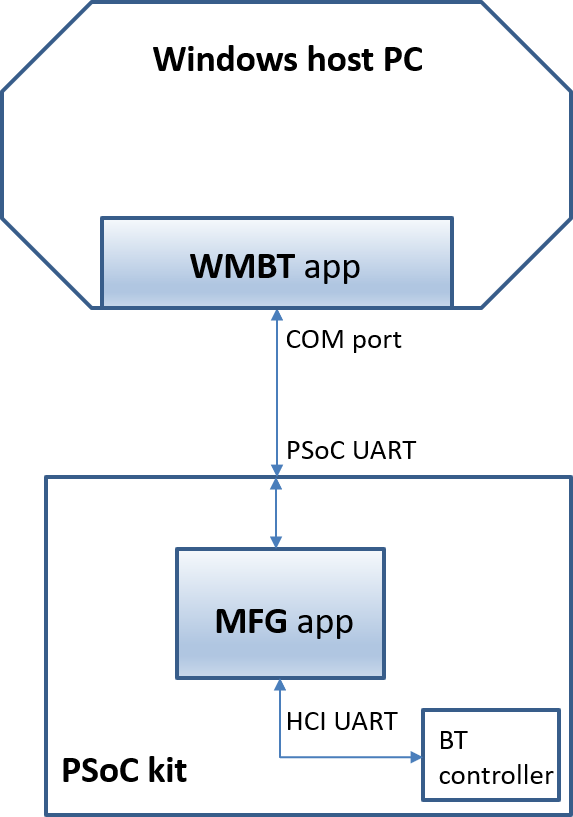 Windows host PC
WMBT app
COM port
PSoC UART
MFG app
HCI UART
BT
controller
PSoC kit